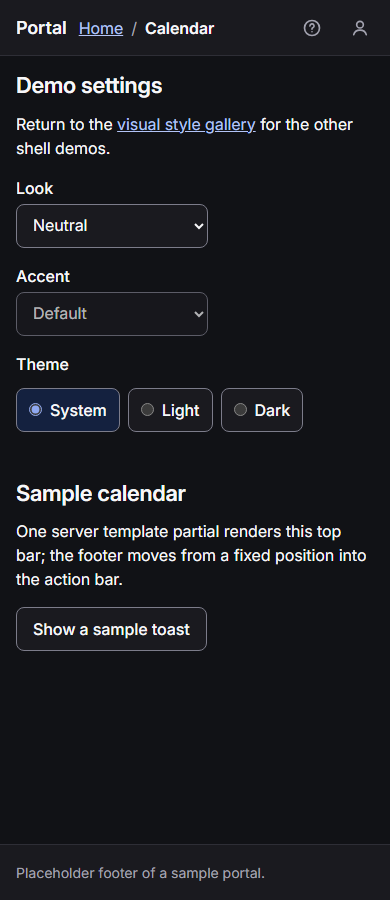 Portal Home / Calendar
Demo settings
Return to the visual style gallery for the other
shell demos.
Look
Neutral
Accent
Default
Theme
System Light Dark
Sample calendar
One server template partial renders this top
bar; the footer moves from a fixed position into
the action bar.
Show a sample toast
Placeholder footer of a sample portal.